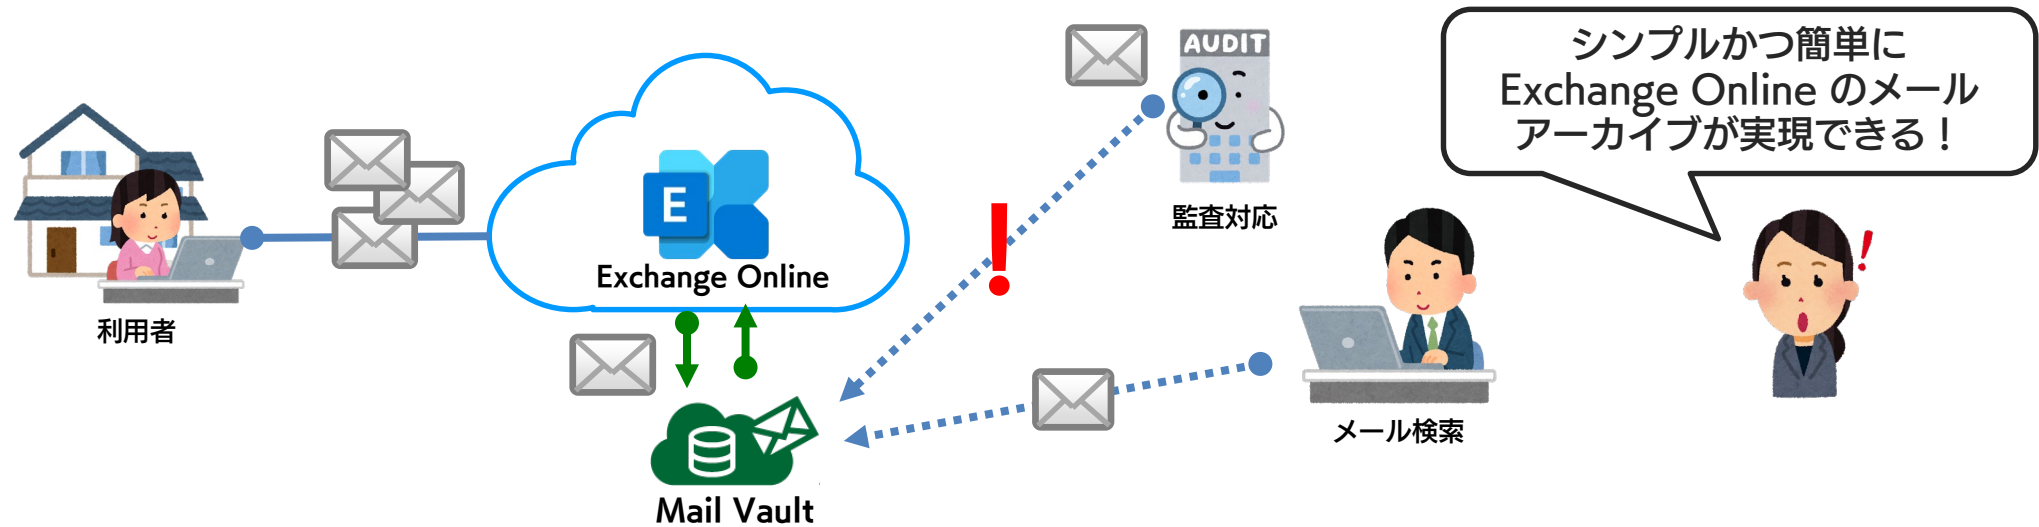 AUDIT
シンプルかつ簡単に
Exchange Online のメール
アーカイブが実現できる！
E
Exchange Online
監査対応
利用者
メール検索
Mail Vault